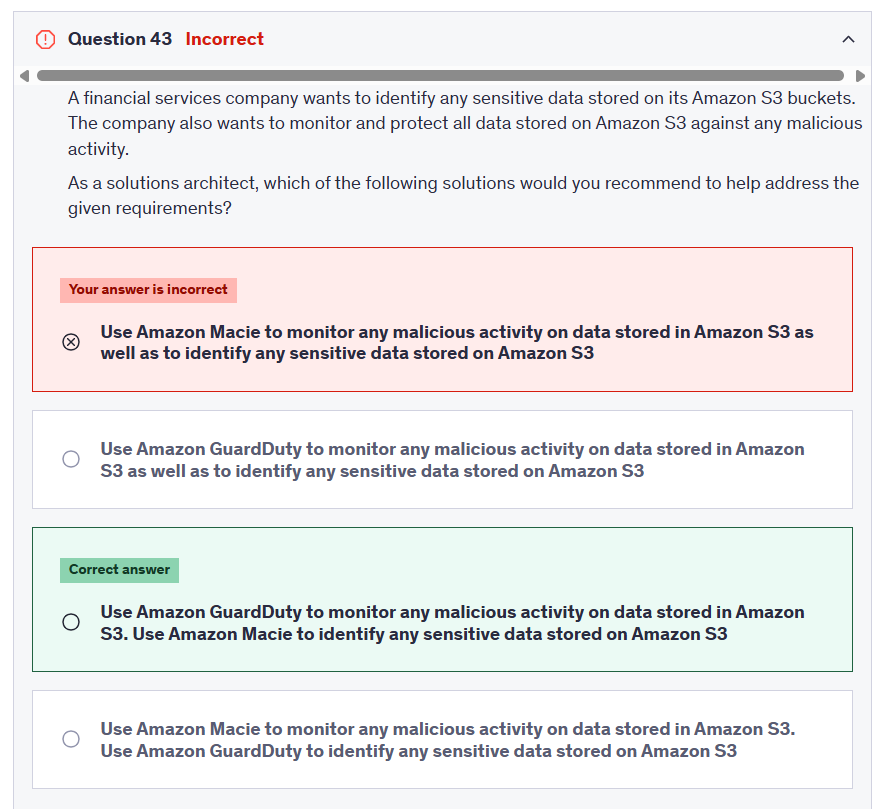 Question 43 Incorrect
A financial services company wants to identify any sensitive data stored on its Amazon S3 buckets.
The company also wants to monitor and protect all data stored on Amazon S3 against any malicious
activity.
As a solutions architect, which of the following solutions would you recommend to help address the
given requirements?
Your answer is incorrect
Use Amazon Macie to monitor any malicious activity on data stored in Amazon S3 as
well as to identify any sensitive data stored on Amazon S3
Use Amazon GuardDuty to monitor any malicious activity on data stored in Amazon
S3 as well as to identify any sensitive data stored on Amazon S3
Correct answer
Use Amazon GuardDuty to monitor any malicious activity on data stored in Amazon
S3. Use Amazon Macie to identify any sensitive data stored on Amazon S3
Use Amazon Macie to monitor any malicious activity on data stored in Amazon S3.
Use Amazon GuardDuty to identify any sensitive data stored on Amazon S3